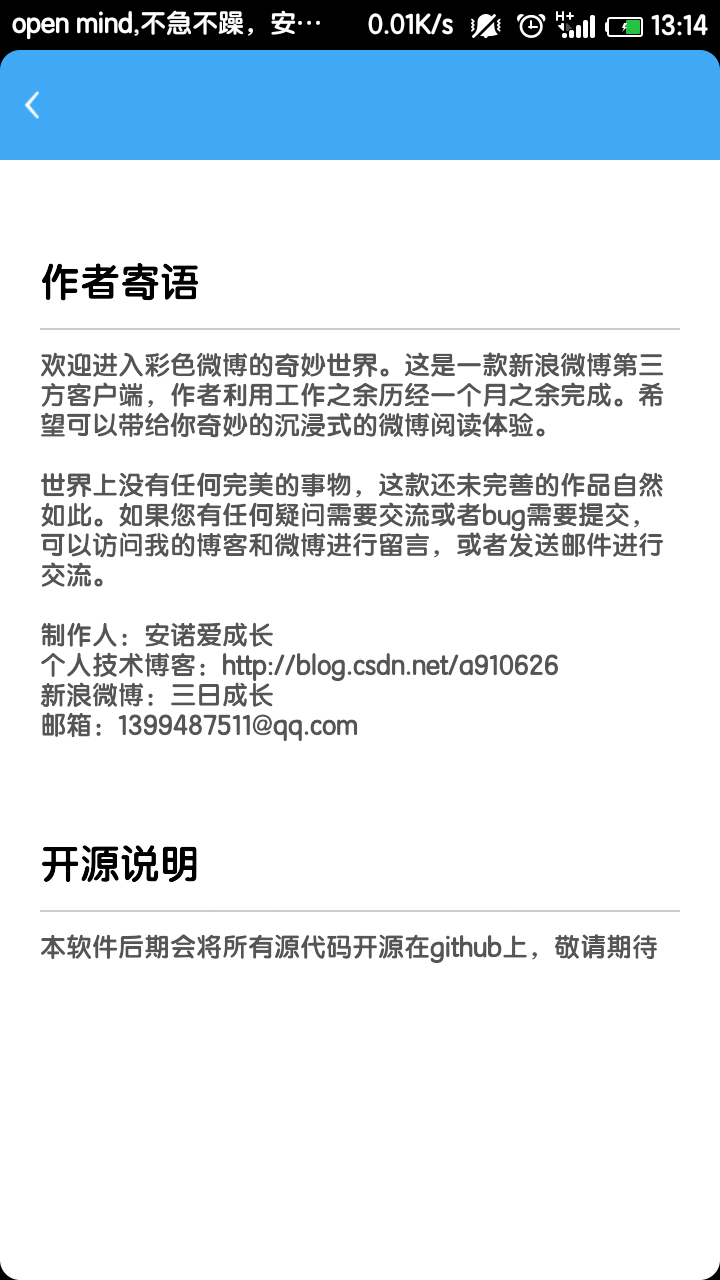 open mind,不急不躁，安… 0.01K/s H+ 13:14
作者寄语
欢迎进入彩色微博的奇妙世界。这是一款新浪微博第三
方客户端，作者利用工作之余历经一个月之余完成。希
望可以带给你奇妙的沉浸式的微博阅读体验。
世界上没有任何完美的事物，这款还未完善的作品自然
如此。如果您有任何疑问需要交流或者bug需要提交，
可以访问我的博客和微博进行留言，或者发送邮件进行
交流。
制作人：安诺爱成长
个人技术博客：http://blog.csdn.net/a910626
新浪微博：三日成长
邮箱：1399487511@qq.com
开源说明
本软件后期会将所有源代码开源在github上，敬请期待